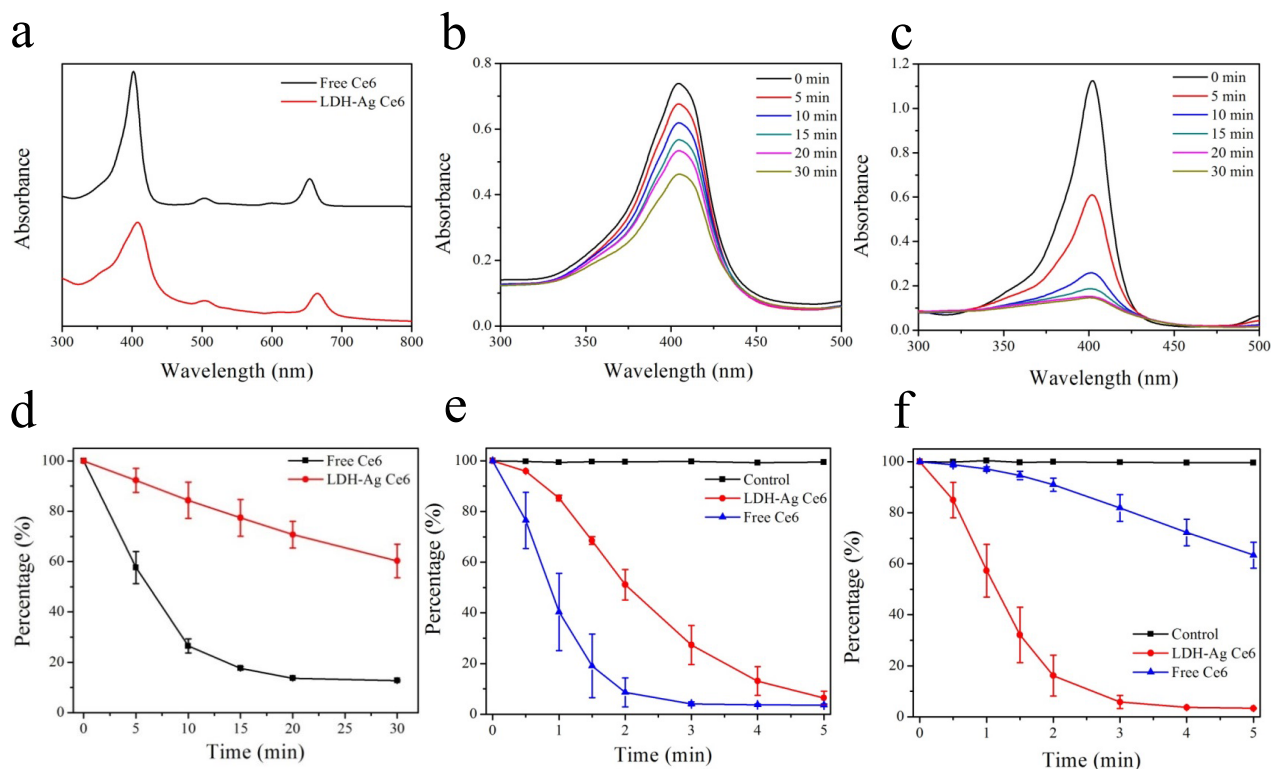 a
Free Ce6
LDH-Ag Ce6
Absorbance
300 400 500 600 700 800
Wavelength (nm)
b
0.8
0.6
0.4
0.2
0.0
0 min
5 min
10 min
15 min
20 min
30 min
Absorbance
300 350 400 450 500
Wavelength (nm)
c
1.2
1.0
0.8
0.6
0.4
0.2
0.0
0 min
5 min
10 min
15 min
20 min
30 min
Absorbance
300 350 400 450 500
Wavelength (nm)
d
100
80
60
40
20
0
Free Ce6
LDH-Ag Ce6
Percentage (%)
0 5 10 15 20 25 30
Time (min)
e
100
80
60
40
20
0
Control
LDH-Ag Ce6
Free Ce6
Percentage (%)
0 1 2 3 4 5
Time (min)
f
100
80
60
40
20
0
Control
LDH-Ag Ce6
Free Ce6
Percentage (%)
0 1 2 3 4 5
Time (min)